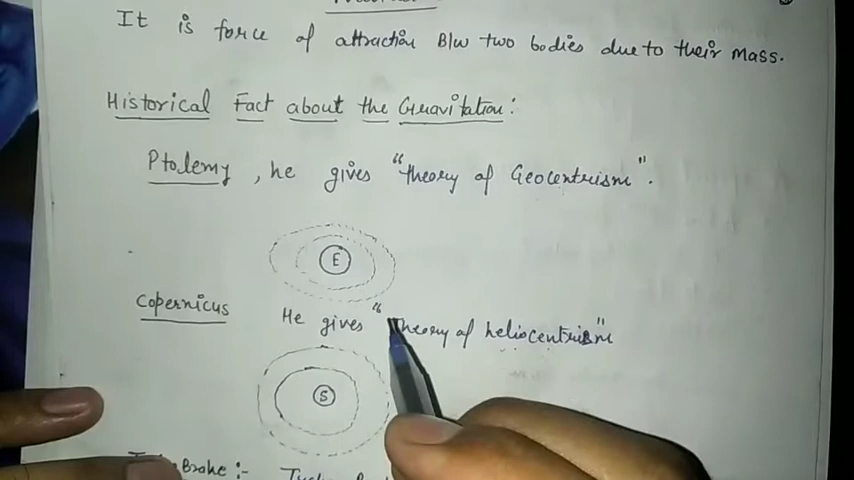 It is force of attraction B/w two bodies due to their mass.
Historical Fact about the Gravitation:
Ptolemy, he gives "theory of Geocentrism".
E
Copernicus He gives "Theory of heliocentrism"
S
Brahe :-